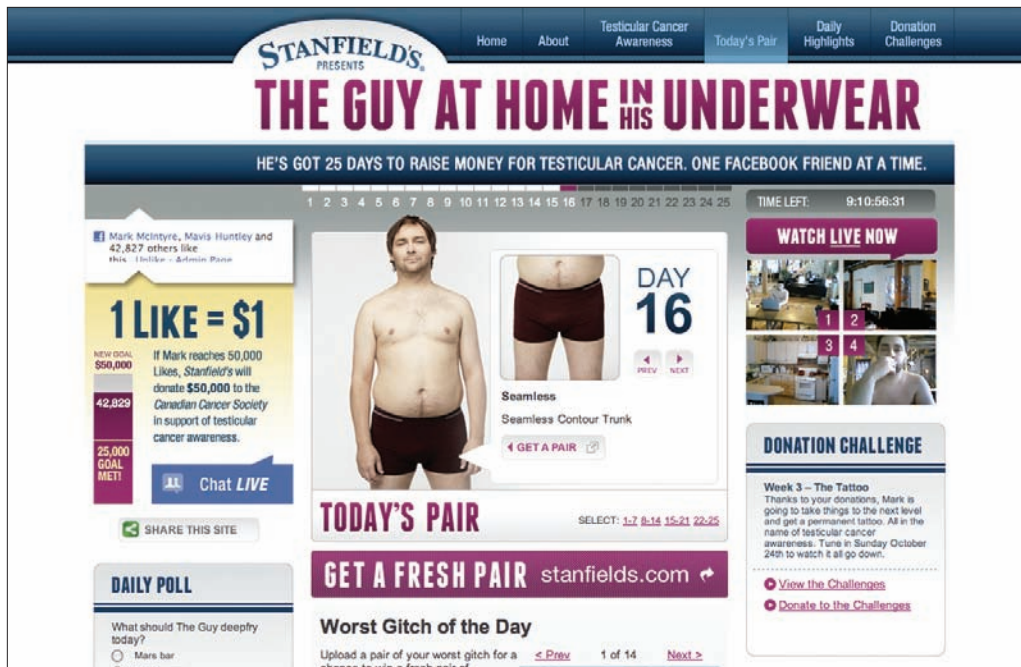 STANFIELD'S
PRESENTS
Home
About
Testicular Cancer
Awareness
Today's Pair
Daily
Highlights
Donation
Challenges
THE GUY AT HOME IN HIS UNDERWEAR
HE'S GOT 25 DAYS TO RAISE MONEY FOR TESTICULAR CANCER. ONE FACEBOOK FRIEND AT A TIME.
1 2 3 4 5 6 7 8 9 10 11 12 13 14 15 16 17 18 19 20 21 22 23 24 25
Mark McIntyre, Mavis Huntley and
42,827 others like
this. Unlike - Admin Page
1 LIKE = $1
NEW GOAL
$50,000
42,829
25,000
GOAL
MET!
If Mark reaches 50,000
Likes, Stanfield's will
donate $50,000 to the
Canadian Cancer Society
in support of testicular
cancer awareness.
Chat LIVE
SHARE THIS SITE
DAILY POLL
What should The Guy deepfry
today?
Mars bar
DAY
16
PREV
NEXT
Seamless
Seamless Contour Trunk
GET A PAIR
TODAY'S PAIR
SELECT: 1-7 8-14 15-21 22-25
GET A FRESH PAIR stanfields.com
Worst Gitch of the Day
Upload a pair of your worst gitch for a
chance to win a fresh pair of
< Prev 1 of 14 Next >
TIME LEFT: 9:10:56:31
WATCH LIVE NOW
1 2
3 4
DONATION CHALLENGE
Week 3 – The Tattoo
Thanks to your donations, Mark is
going to take things to the next level
and get a permanent tattoo. All in the
name of testicular cancer
awareness. Tune in Sunday October
24th to watch it all go down.
View the Challenges
Donate to the Challenges